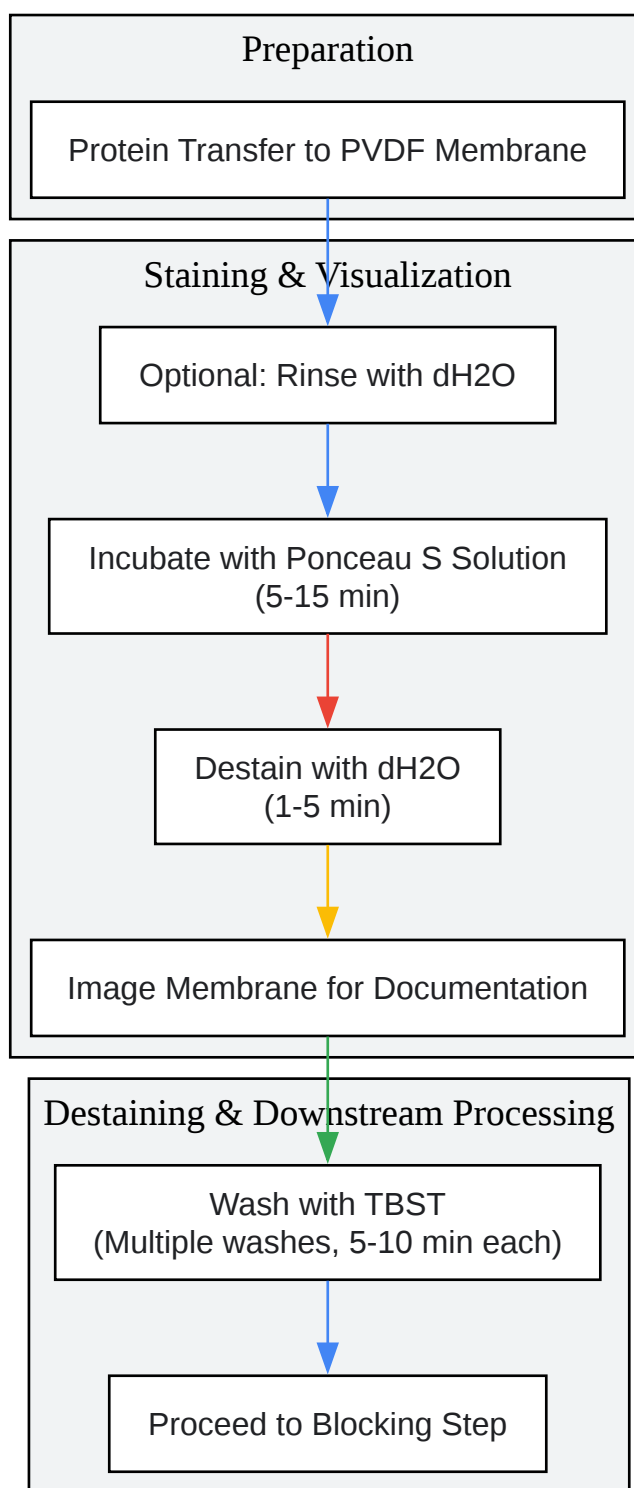 Preparation
Protein Transfer to PVDF Membrane
Staining & Visualization
Optional: Rinse with dH2O
Incubate with Ponceau S Solution
(5-15 min)
Destain with dH2O
(1-5 min)
Image Membrane for Documentation
Destaining & Downstream Processing
Wash with TBST
(Multiple washes, 5-10 min each)
Proceed to Blocking Step